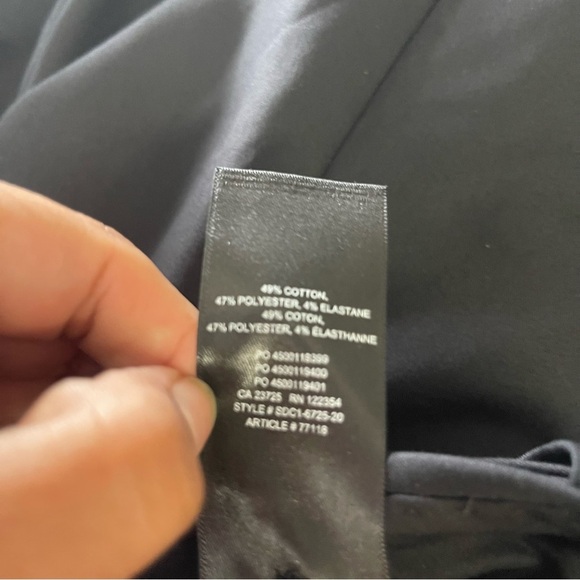 49% COTTON,
47% POLYESTER, 4% ELASTANE
49% COTON,
47% POLYESTER, 4% ÉLASTHANNE
PO 4500118399
PO 4500119400
PO 4500119401
CA 23725 RN 122354
STYLE # SDC1-6725-20
ARTICLE # 77118